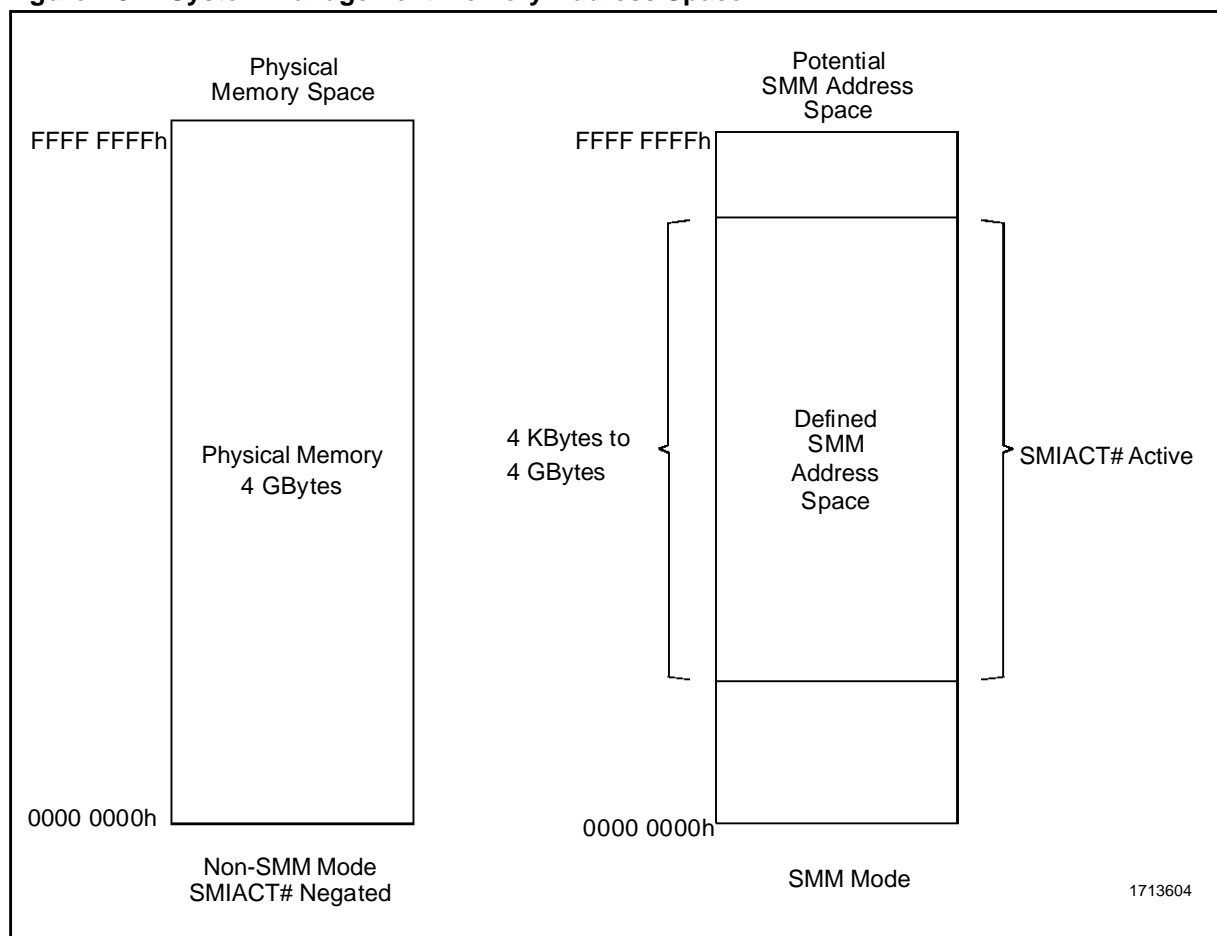 Physical
Memory Space
FFFF FFFFh
Physical Memory
4 GBytes
0000 0000h
Non-SMM Mode
SMIACT# Negated
Potential
SMM Address
Space
FFFF FFFFh
4 KBytes to
4 GBytes
Defined
SMM
Address
Space
SMIACT# Active
0000 0000h
SMM Mode
1713604